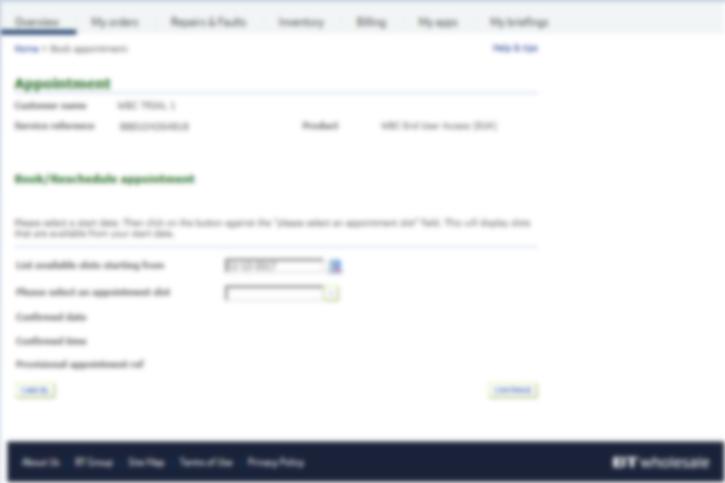 Overview My orders Repairs & Faults Inventory Billing My apps My briefings
Home > Book appointment Help & tips
Appointment
Customer name WBC TRIAL 1
Service reference Product WBC End User Access (EUA)
Book/Reschedule appointment
Please select a start date. Then click on the button against the "please select an appointment slot" field. This will display slots
that are available from your start date.
List available slots starting from
Please select an appointment slot
Confirmed date
Confirmed time
Provisional appointment ref
CANCEL CONTINUE
About Us BT Group Site Map Terms of Use Privacy Policy BT wholesale